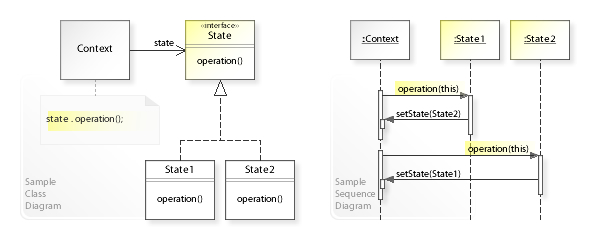 «interface»
State
Context
state
operation()
state . operation();
State1
State2
operation()
operation()
Sample
Class
Diagram
:Context
:State1
:State2
operation(this)
setState(State2)
operation(this)
setState(State1)
Sample
Sequence
Diagram